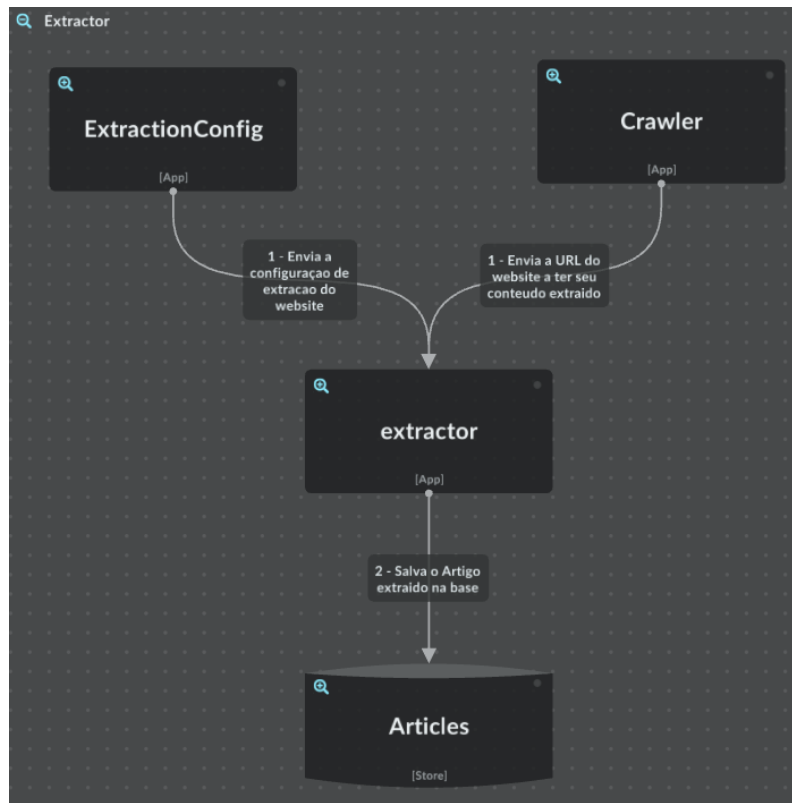 Extractor
ExtractionConfig
[App]
Crawler
[App]
1 - Envia a
configuraçao de
extracao do
website
1 - Envia a URL do
website a ter seu
conteudo extraido
extractor
[App]
2 - Salva o Artigo
extraido na base
Articles
[Store]